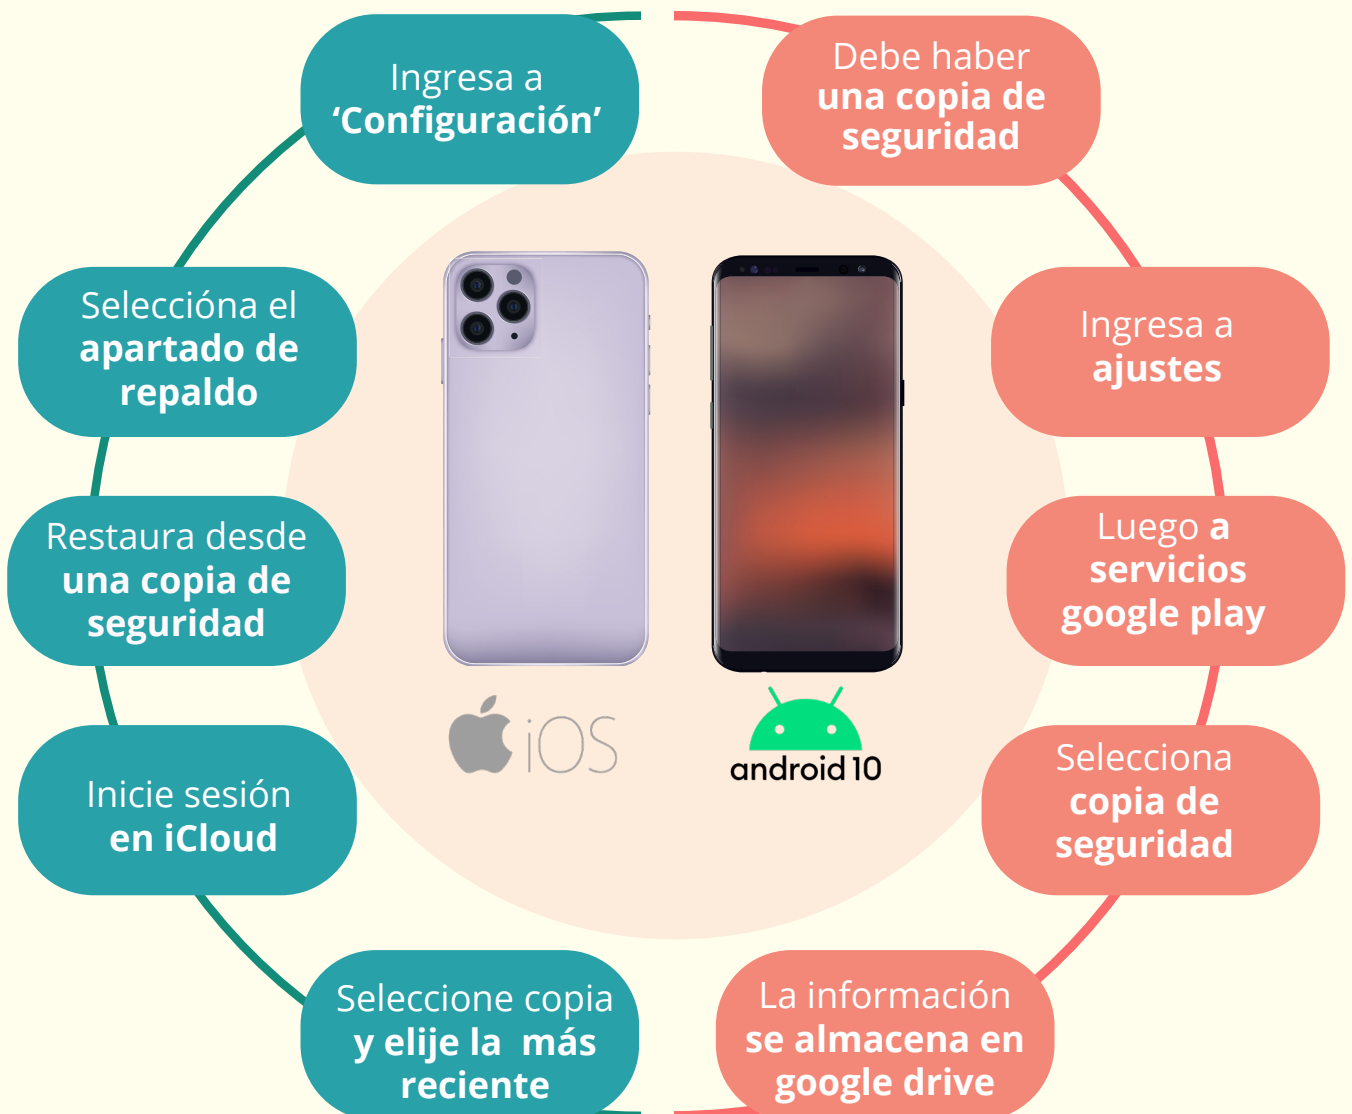 Ingresa a
‘Configuración’
Seleccióna el
apartado de
repaldo
Restaura desde
una copia de
seguridad
Inicie sesión
en iCloud
Seleccione copia
y elije la  más
reciente
iOS
android 10
Debe haber
una copia de
seguridad
Ingresa a
ajustes
Luego a
servicios
google play
Selecciona
copia de
seguridad
La información
se almacena en
google drive